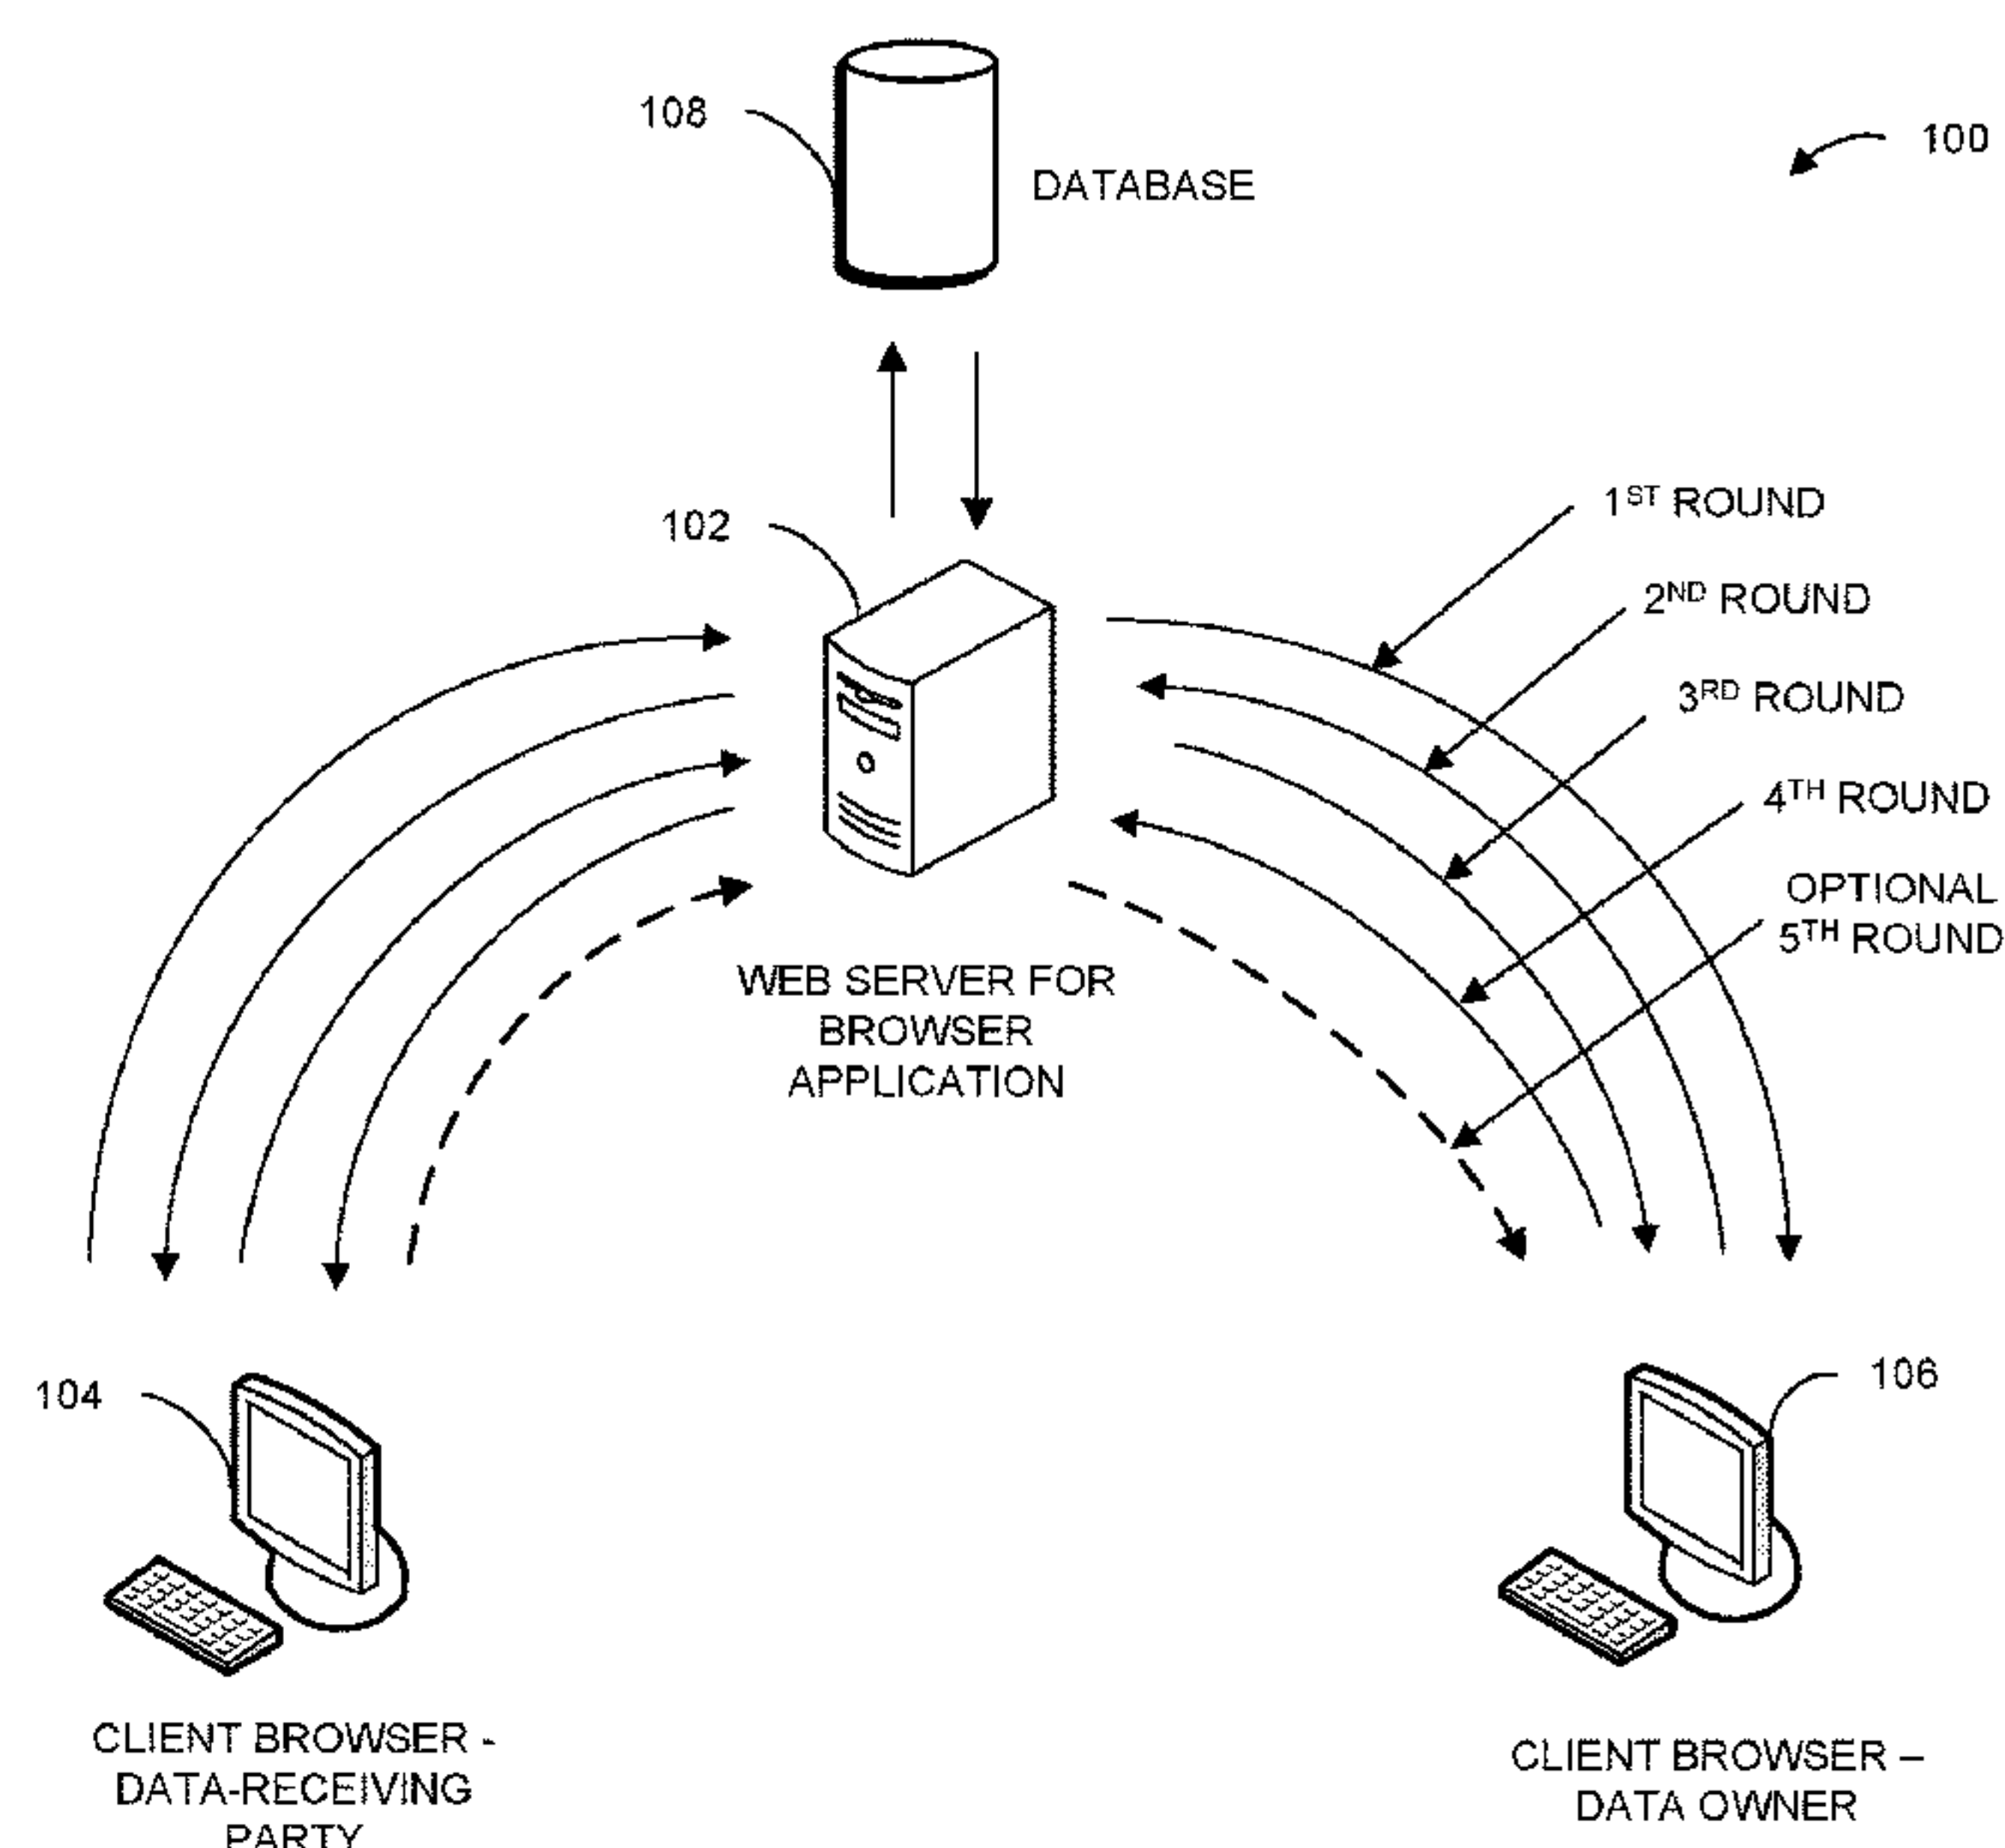 108
100
DATABASE
102
1ST ROUND
2ND ROUND
3RD ROUND
4TH ROUND
OPTIONAL
5TH ROUND
WEB SERVER FOR
BROWSER
APPLICATION
104
106
CLIENT BROWSER -
DATA-RECEIVING
PARTY
CLIENT BROWSER –
DATA OWNER